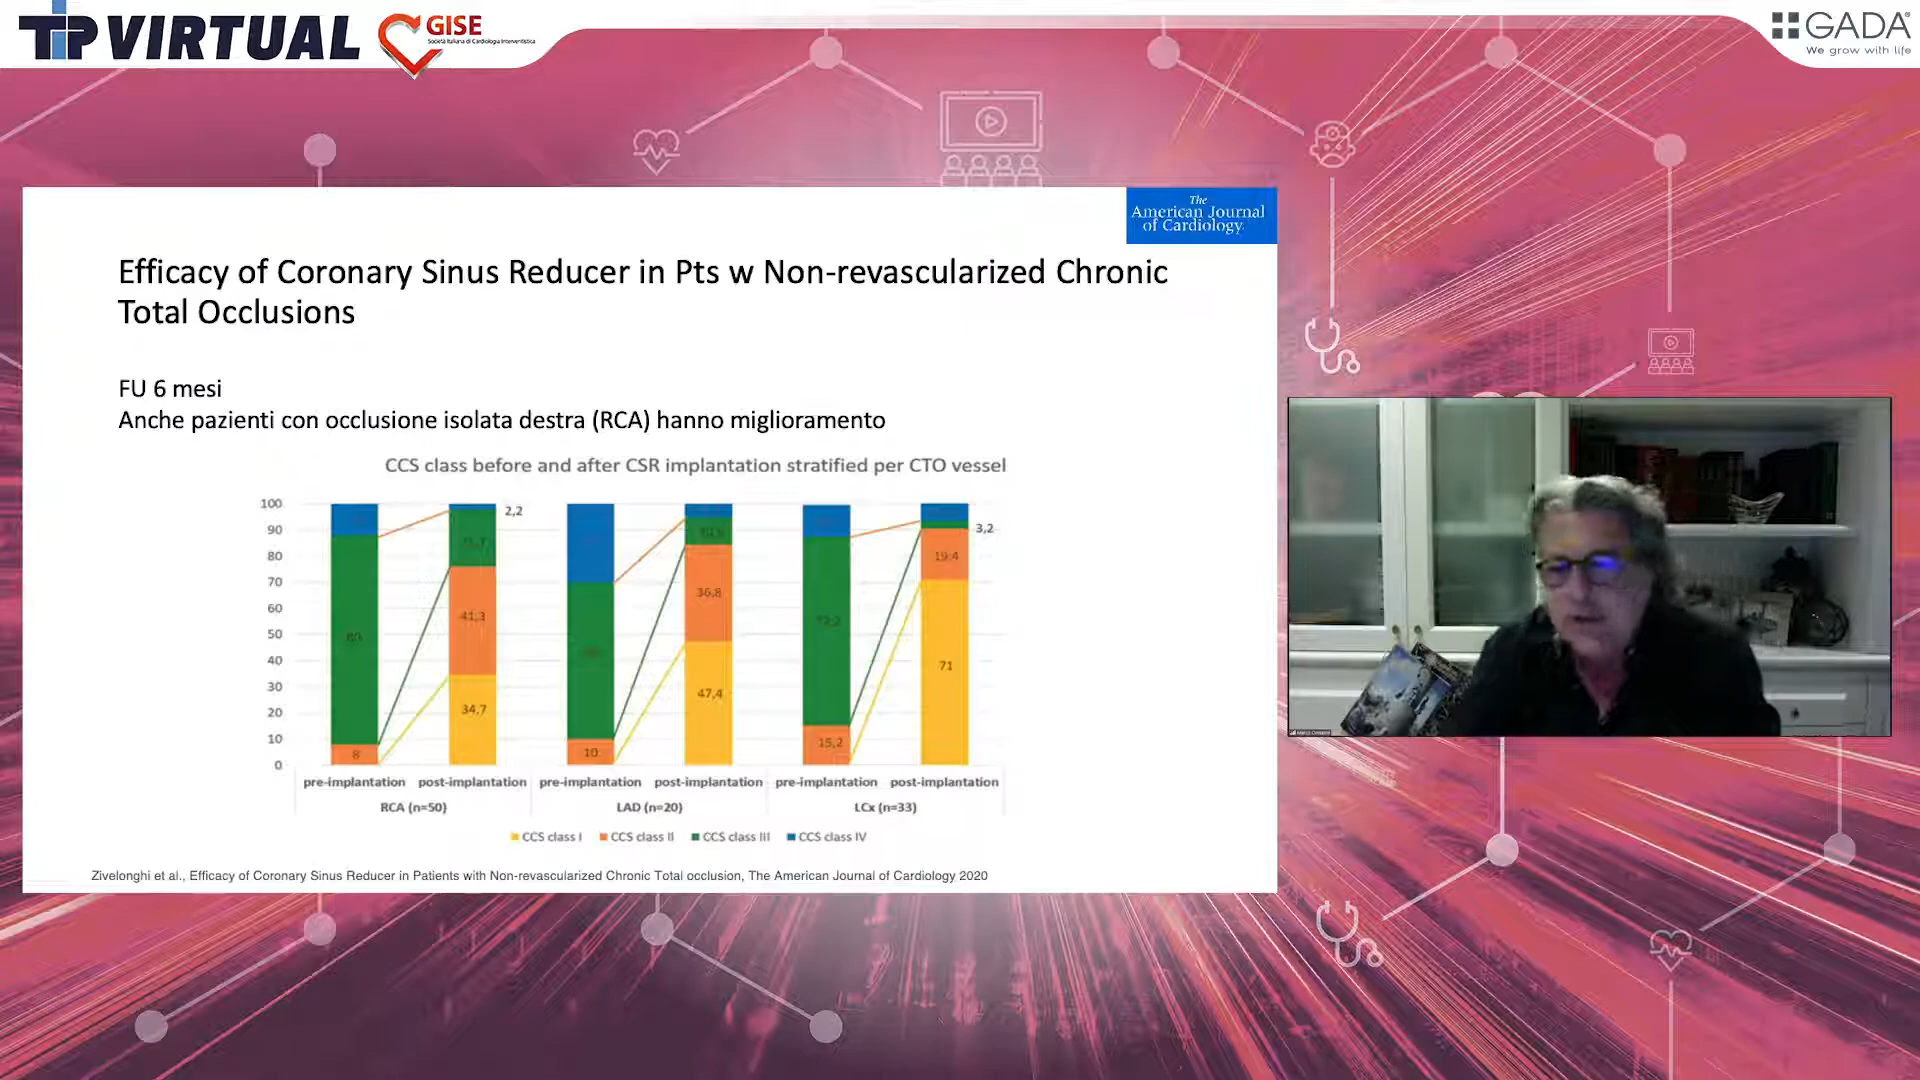 TIP VIRTUAL
GISE
Società Italiana di Cardiologia Interventistica
GADA
We grow with life
The
American Journal
of Cardiology
Efficacy of Coronary Sinus Reducer in Pts w Non-revascularized Chronic
Total Occlusions
FU 6 mesi
Anche pazienti con occlusione isolata destra (RCA) hanno miglioramento
CCS class before and after CSR implantation stratified per CTO vessel
100
90
80
70
60
50
40
30
20
10
0
80
8
2,2
41,3
34,7
10
36,8
47,4
15,2
3,2
19,4
71
pre-implantation post-implantation pre-implantation post-implantation pre-implantation post-implantation
RCA (n=50) LAD (n=20) LCx (n=33)
CCS class I CCS class II CCS class III CCS class IV
Zivelonghi et al., Efficacy of Coronary Sinus Reducer in Patients with Non-revascularized Chronic Total occlusion, The American Journal of Cardiology 2020